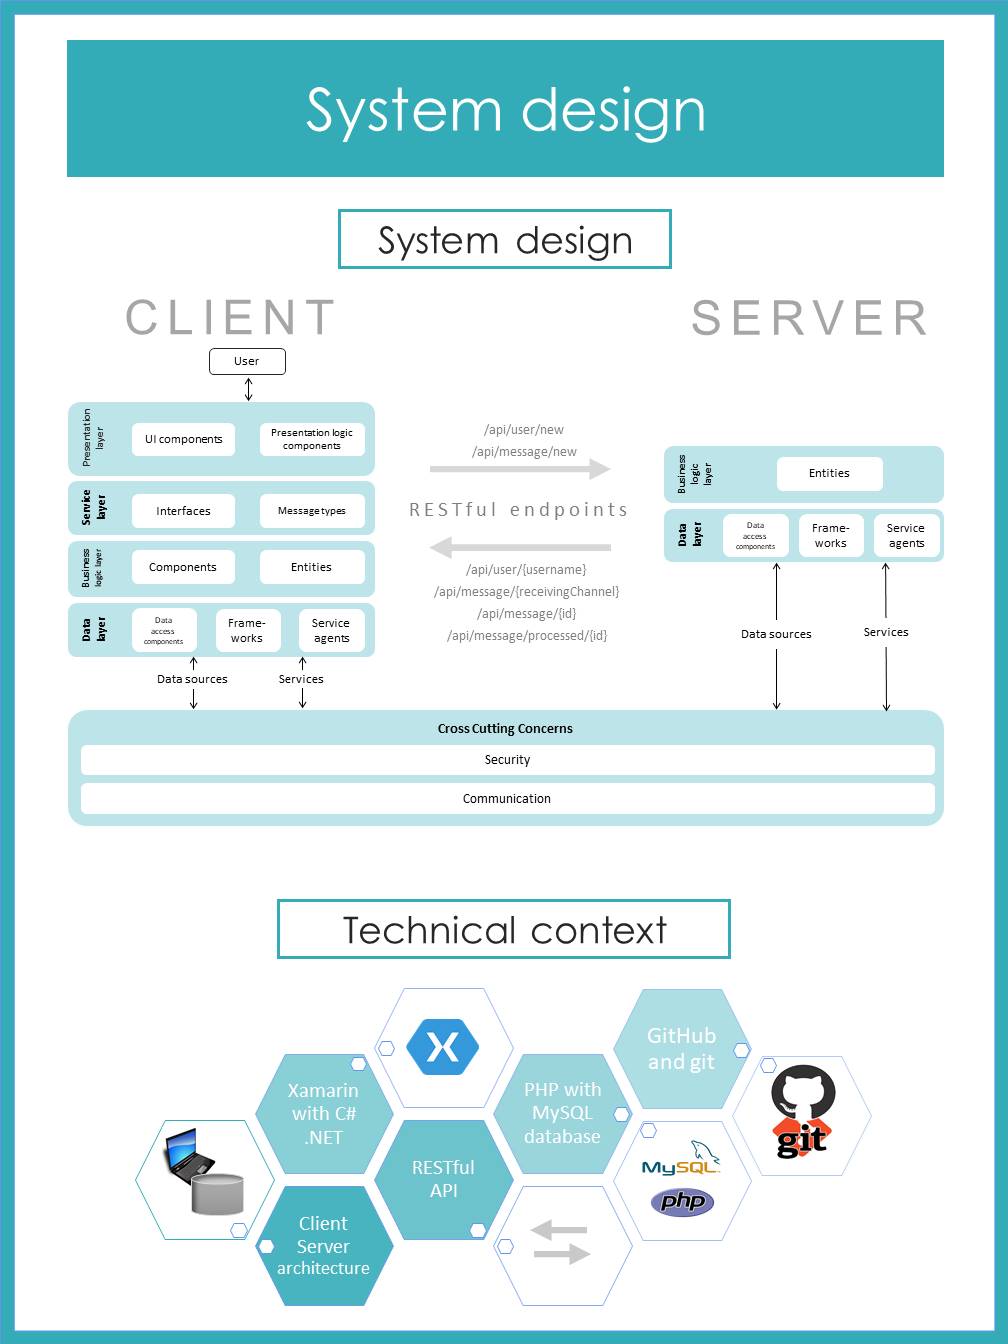 System design
System design
CLIENT
SERVER
User
Presentation
layer
UI components
Presentation logic
components
Service
layer
Interfaces
Message types
Business
logic layer
Components
Entities
Data
layer
Data
access
components
Frame-
works
Service
agents
Data sources
Services
/api/user/new
/api/message/new
RESTful endpoints
/api/user/{username}
/api/message/{receivingChannel}
/api/message/{id}
/api/message/processed/{id}
Business
logic
layer
Entities
Data
layer
Data
access
components
Frame-
works
Service
agents
Data sources
Services
Cross Cutting Concerns
Security
Communication
Technical context
X
GitHub
and git
Xamarin
with C#
.NET
PHP with
MySQL
database
git
RESTful
API
MySQL
php
Client
Server
architecture